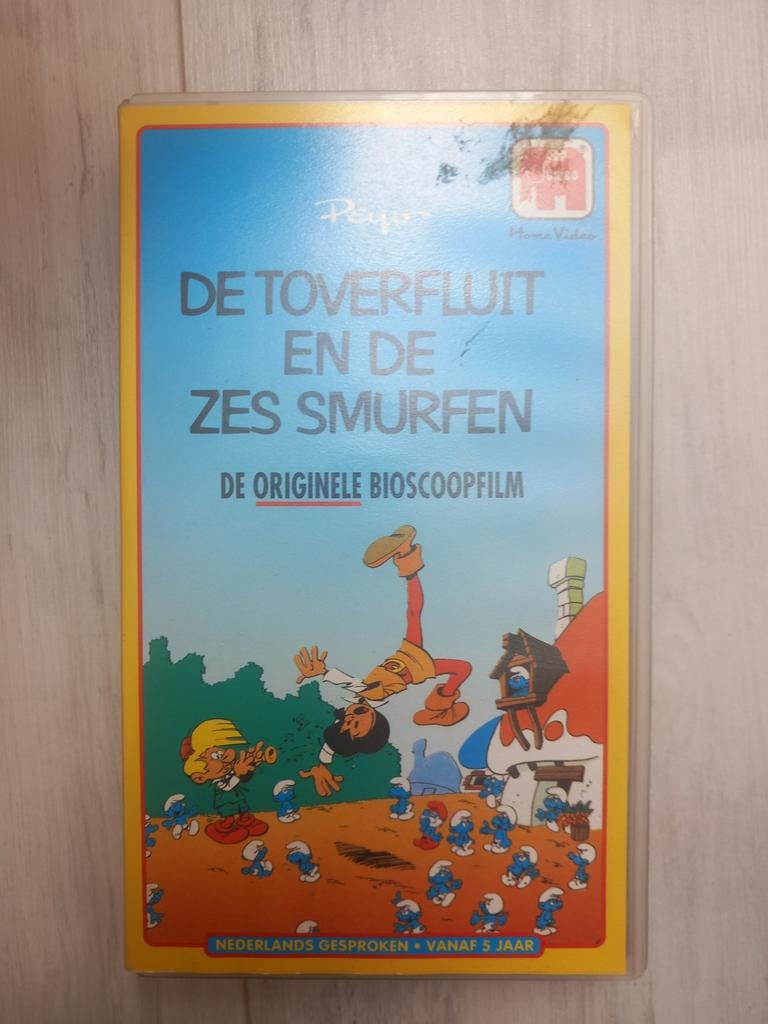 Peyo
Home Video
DE TOVERFLUIT
EN DE
ZES SMURFEN
DE ORIGINELE BIOSCOOPFILM
NEDERLANDS GESPROKEN • VANAF 5 JAAR